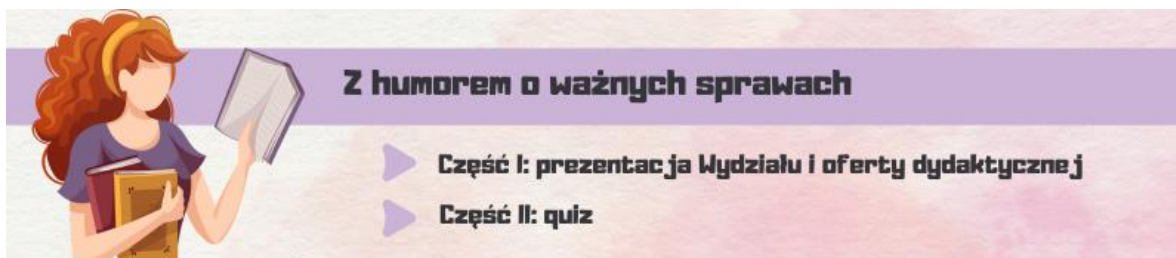 Z humorem o ważnych sprawach
Część I: prezentacja Wydziału i oferty dydaktycznej
Część II: quiz